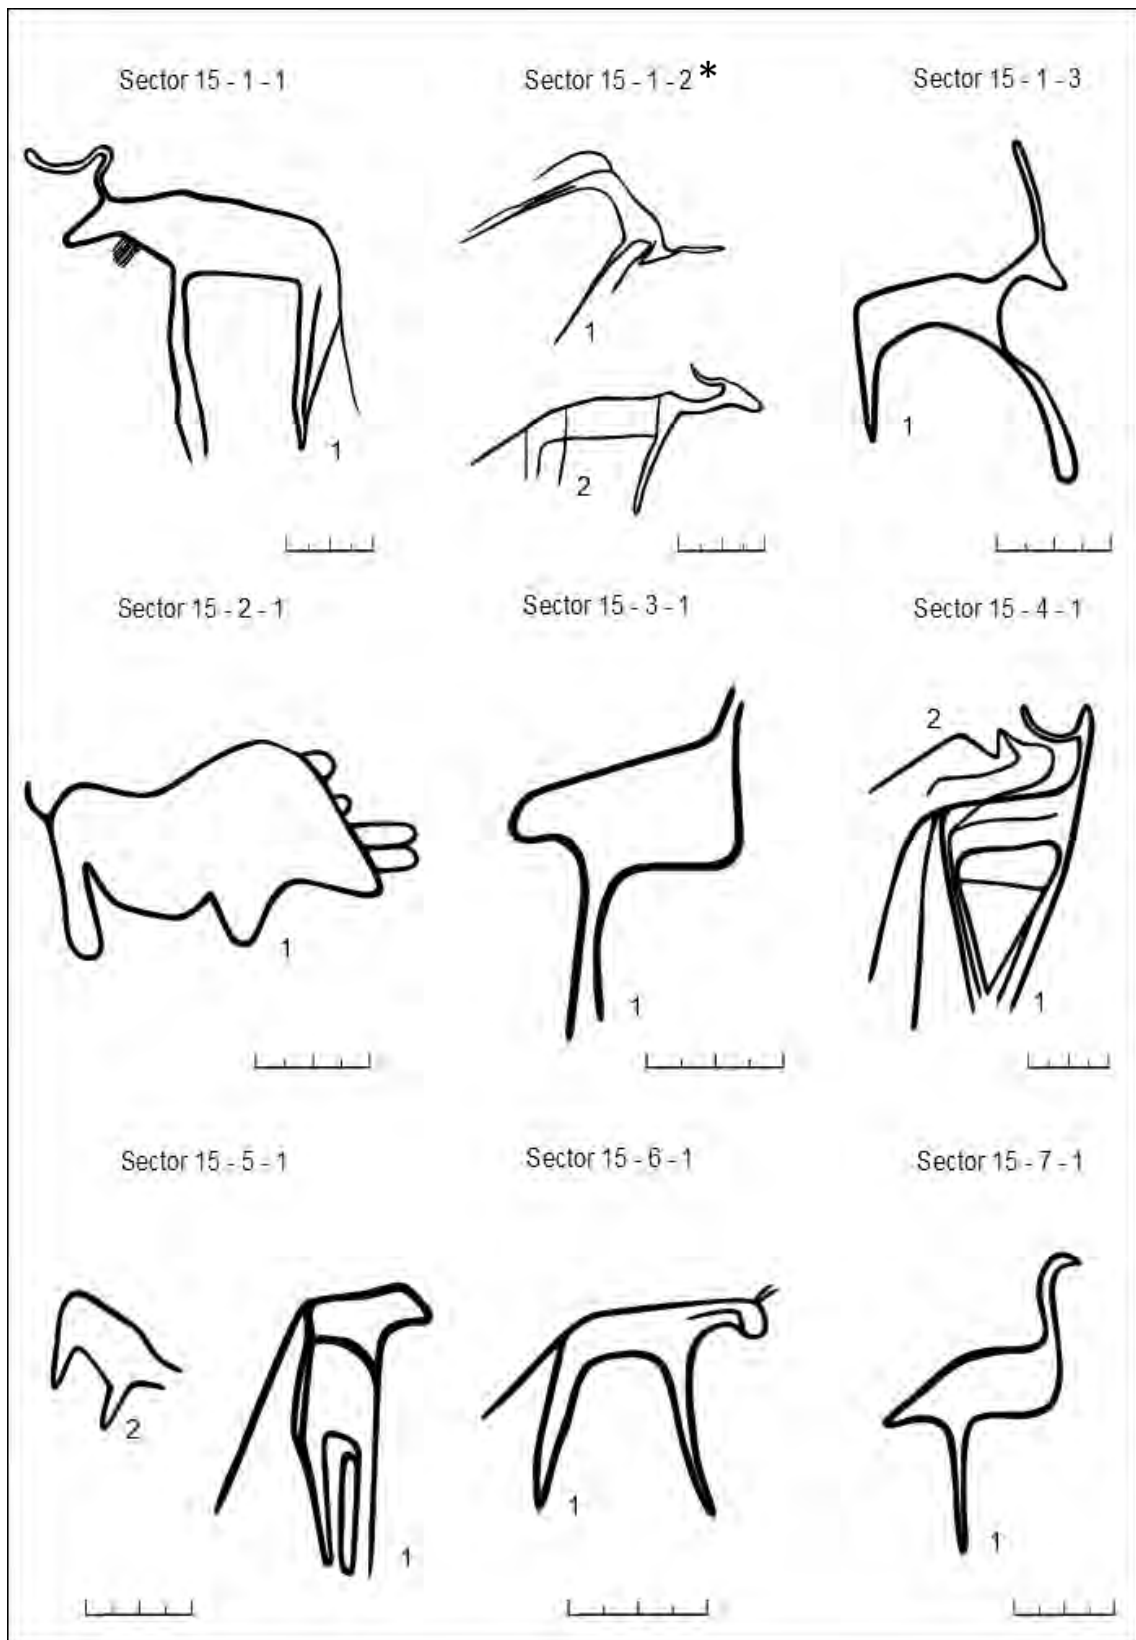 Sector 15 - 1 - 1
Sector 15 - 1 - 2 *
Sector 15 - 1 - 3
1
1
2
1
Sector 15 - 2 - 1
Sector 15 - 3 - 1
Sector 15 - 4 - 1
1
1
2
1
Sector 15 - 5 - 1
Sector 15 - 6 - 1
Sector 15 - 7 - 1
2
1
1
1